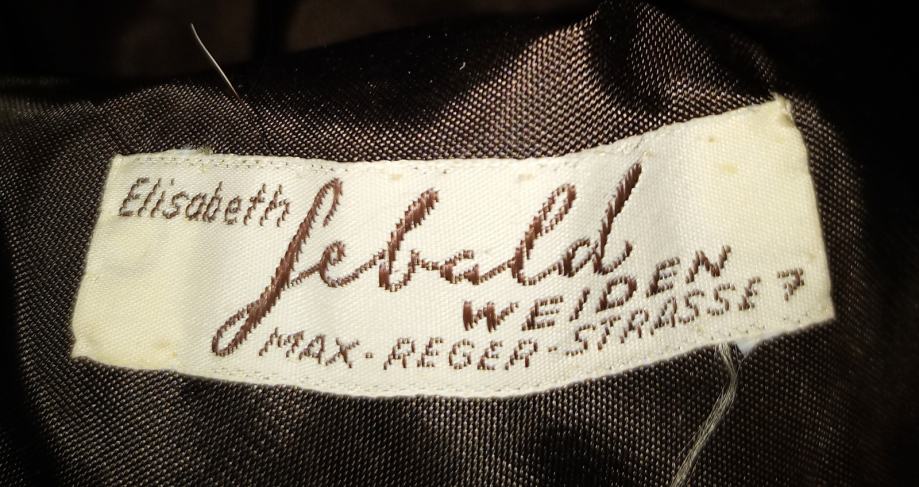 Elisabeth
Sebald
WEIDEN
MAX-REGER-STRASSE 7